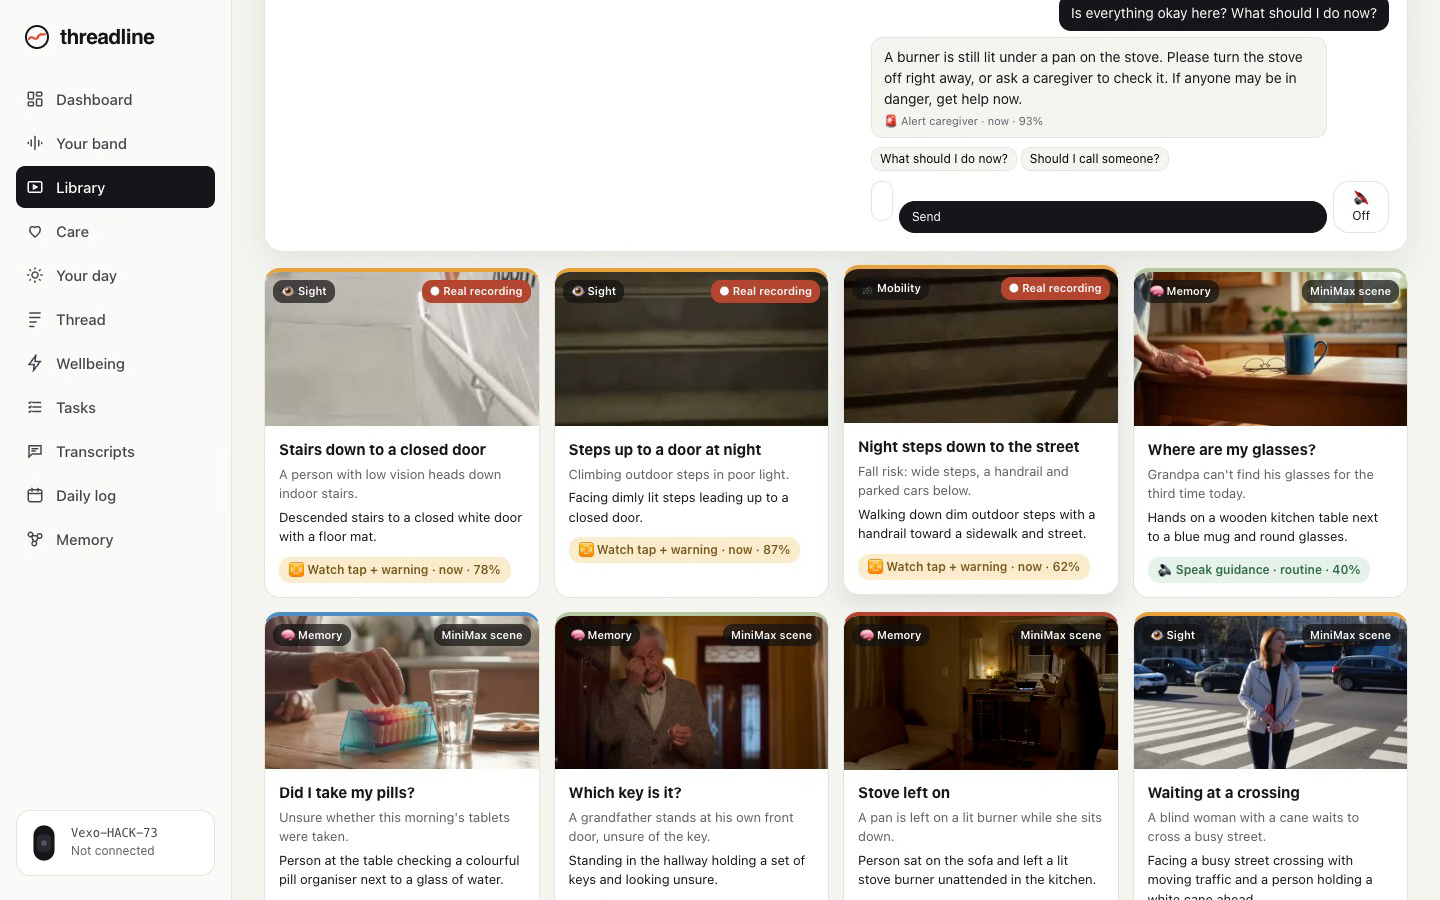 threadline
Dashboard
Your band
Library
Care
Your day
Thread
Wellbeing
Tasks
Transcripts
Daily log
Memory
Vexo-HACK-73
Not connected
Is everything okay here? What should I do now?
A burner is still lit under a pan on the stove. Please turn the stove
off right away, or ask a caregiver to check it. If anyone may be in
danger, get help now.
Alert caregiver · now · 93%
What should I do now?
Should I call someone?
Send
Off
Sight
Real recording
Stairs down to a closed door
A person with low vision heads down
indoor stairs.
Descended stairs to a closed white door
with a floor mat.
Watch tap + warning · now · 78%
Sight
Real recording
Steps up to a door at night
Climbing outdoor steps in poor light.
Facing dimly lit steps leading up to a
closed door.
Watch tap + warning · now · 87%
Mobility
Real recording
Night steps down to the street
Fall risk: wide steps, a handrail and
parked cars below.
Walking down dim outdoor steps with a
handrail toward a sidewalk and street.
Watch tap + warning · now · 62%
Memory
MiniMax scene
Where are my glasses?
Grandpa can't find his glasses for the
third time today.
Hands on a wooden kitchen table next
to a blue mug and round glasses.
Speak guidance · routine · 40%
Memory
MiniMax scene
Did I take my pills?
Unsure whether this morning's tablets
were taken.
Person at the table checking a colourful
pill organiser next to a glass of water.
Memory
MiniMax scene
Which key is it?
A grandfather stands at his own front
door, unsure of the key.
Standing in the hallway holding a set of
keys and looking unsure.
Memory
MiniMax scene
Stove left on
A pan is left on a lit burner while she sits
down.
Person sat on the sofa and left a lit
stove burner unattended in the kitchen.
Sight
MiniMax scene
Waiting at a crossing
A blind woman with a cane waits to
cross a busy street.
Facing a busy street crossing with
moving traffic and a person holding a
white cane ahead.